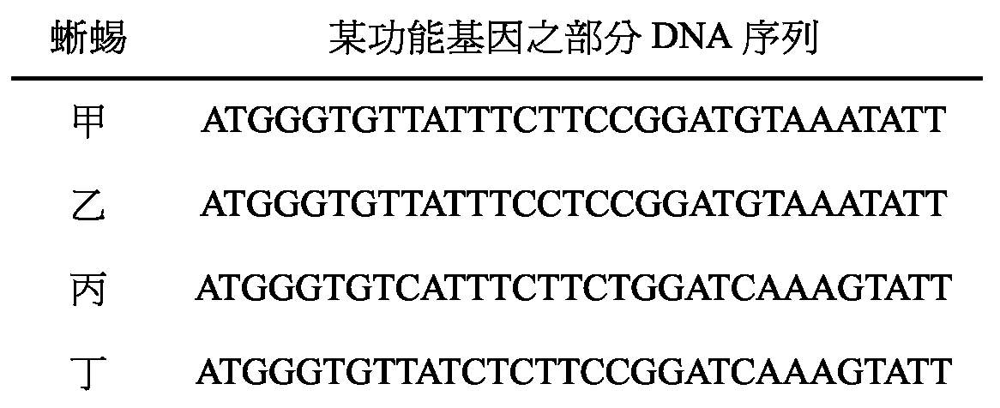 蜥蜴 某功能基因之部分 DNA 序列
甲 ATGGGTGTTATTTCTTCCGGATGTAAATATT
乙 ATGGGTGTTATTTCCTCCGGATGTAAATATT
丙 ATGGGTGTCATTTCTTCTGGATCAAAGTATT
丁 ATGGGTGTTATCTCTTCCGGATCAAAGTATT